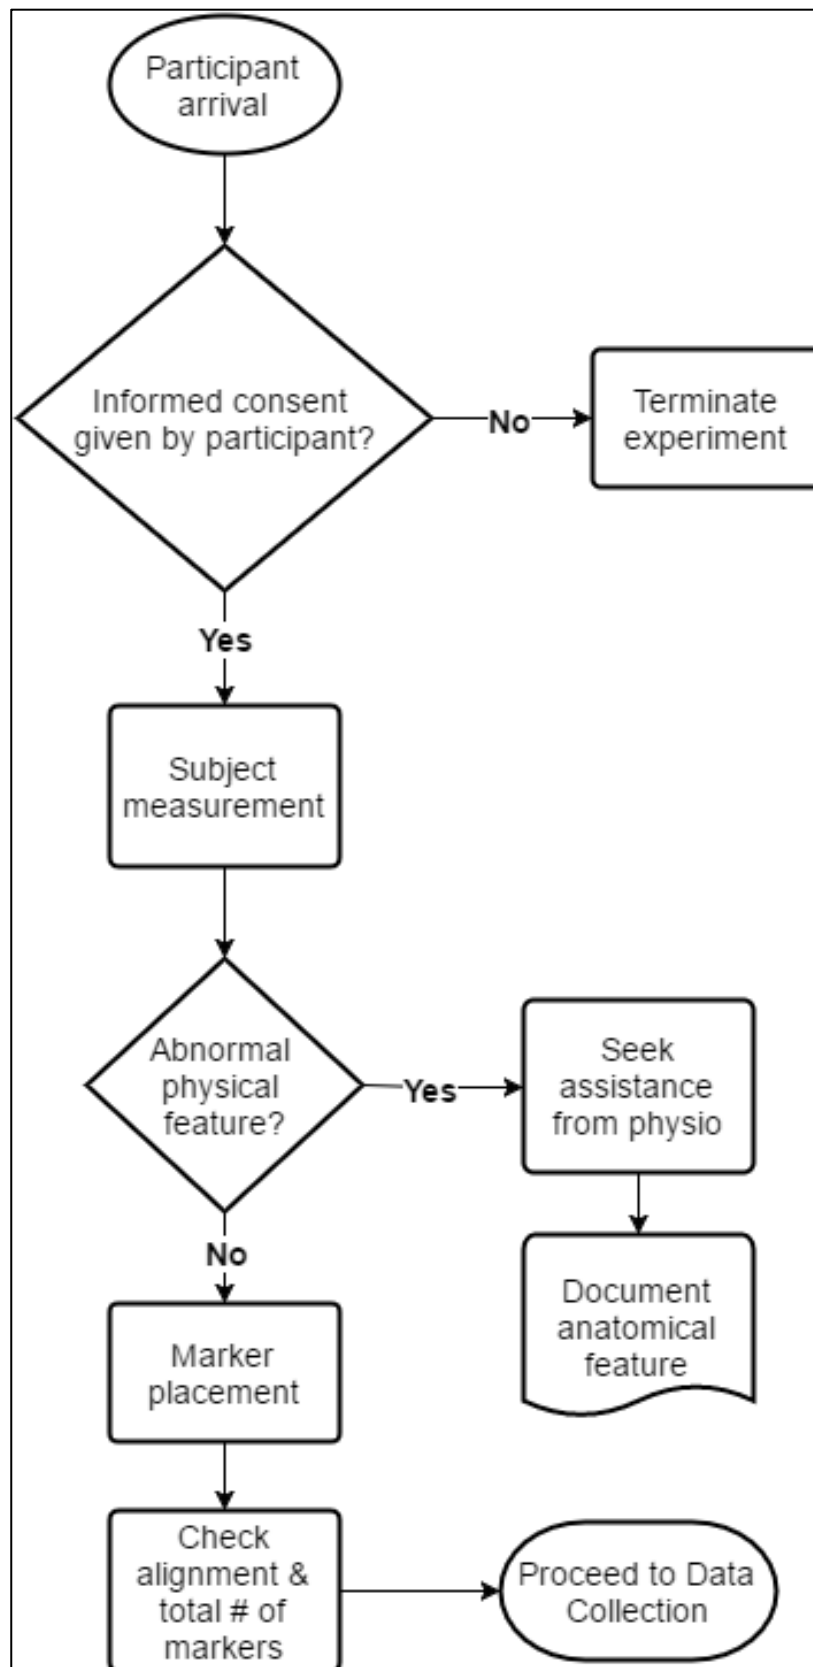 Participant
arrival
Informed consent
given by participant?
No
Terminate
experiment
Yes
Subject
measurement
Abnormal
physical
feature?
Yes
Seek
assistance
from physio
Document
anatomical
feature
No
Marker
placement
Check
alignment &
total # of
markers
Proceed to Data
Collection